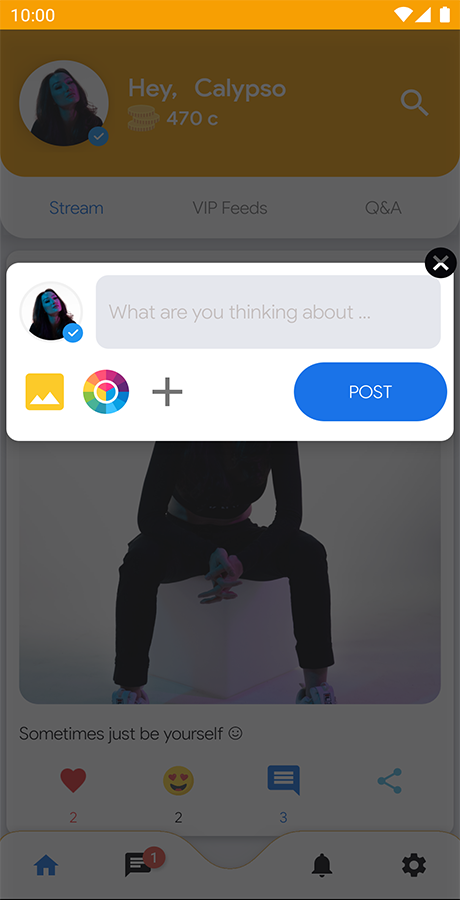 10:00
Hey, Calypso
470 c
Stream VIP Feeds Q&A
What are you thinking about ...
POST
Sometimes just be yourself ☺
2 2 3
1